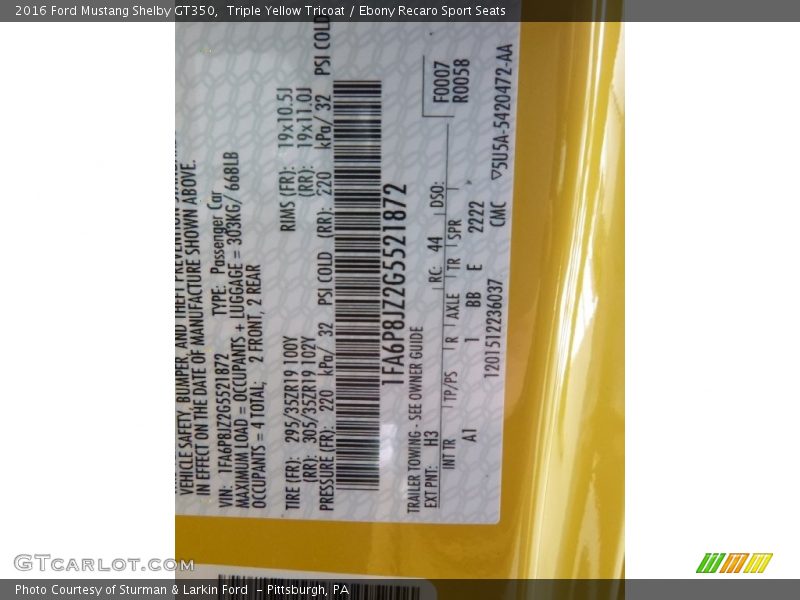 2016 Ford Mustang Shelby GT350, Triple Yellow Tricoat / Ebony Recaro Sport Seats
VEHICLE SAFETY, BUMPER, AND THEFT PREVENTION
IN EFFECT ON THE DATE OF MANUFACTURE SHOWN ABOVE.
VIN: 1FA6P8JZ2G5521872 TYPE: Passenger Car
MAXIMUM LOAD = OCCUPANTS + LUGGAGE = 303KG/ 668LB
OCCUPANTS = 4 TOTAL; 2 FRONT, 2 REAR
TIRE (FR): 295/35ZR19 100Y RIMS (FR): 19x10.5J
(RR): 305/35ZR19 102Y (RR): 19x11.0J
PRESSURE (FR): 220 kPa/ 32 PSI COLD (RR): 220 kPa/ 32 PSI COLD
1FA6P8JZ2G5521872
TRAILER TOWING - SEE OWNER GUIDE
F0007
R0058
EXT PNT: H3 RC: 44 DSO:
INT TR TP/PS R AXLE TR SPR
A1 1 BB E 2222
1201512236037 CMC ▽5U5A-5420472-AA
GTCARLOT.COM
Photo Courtesy of Sturman & Larkin Ford - Pittsburgh, PA